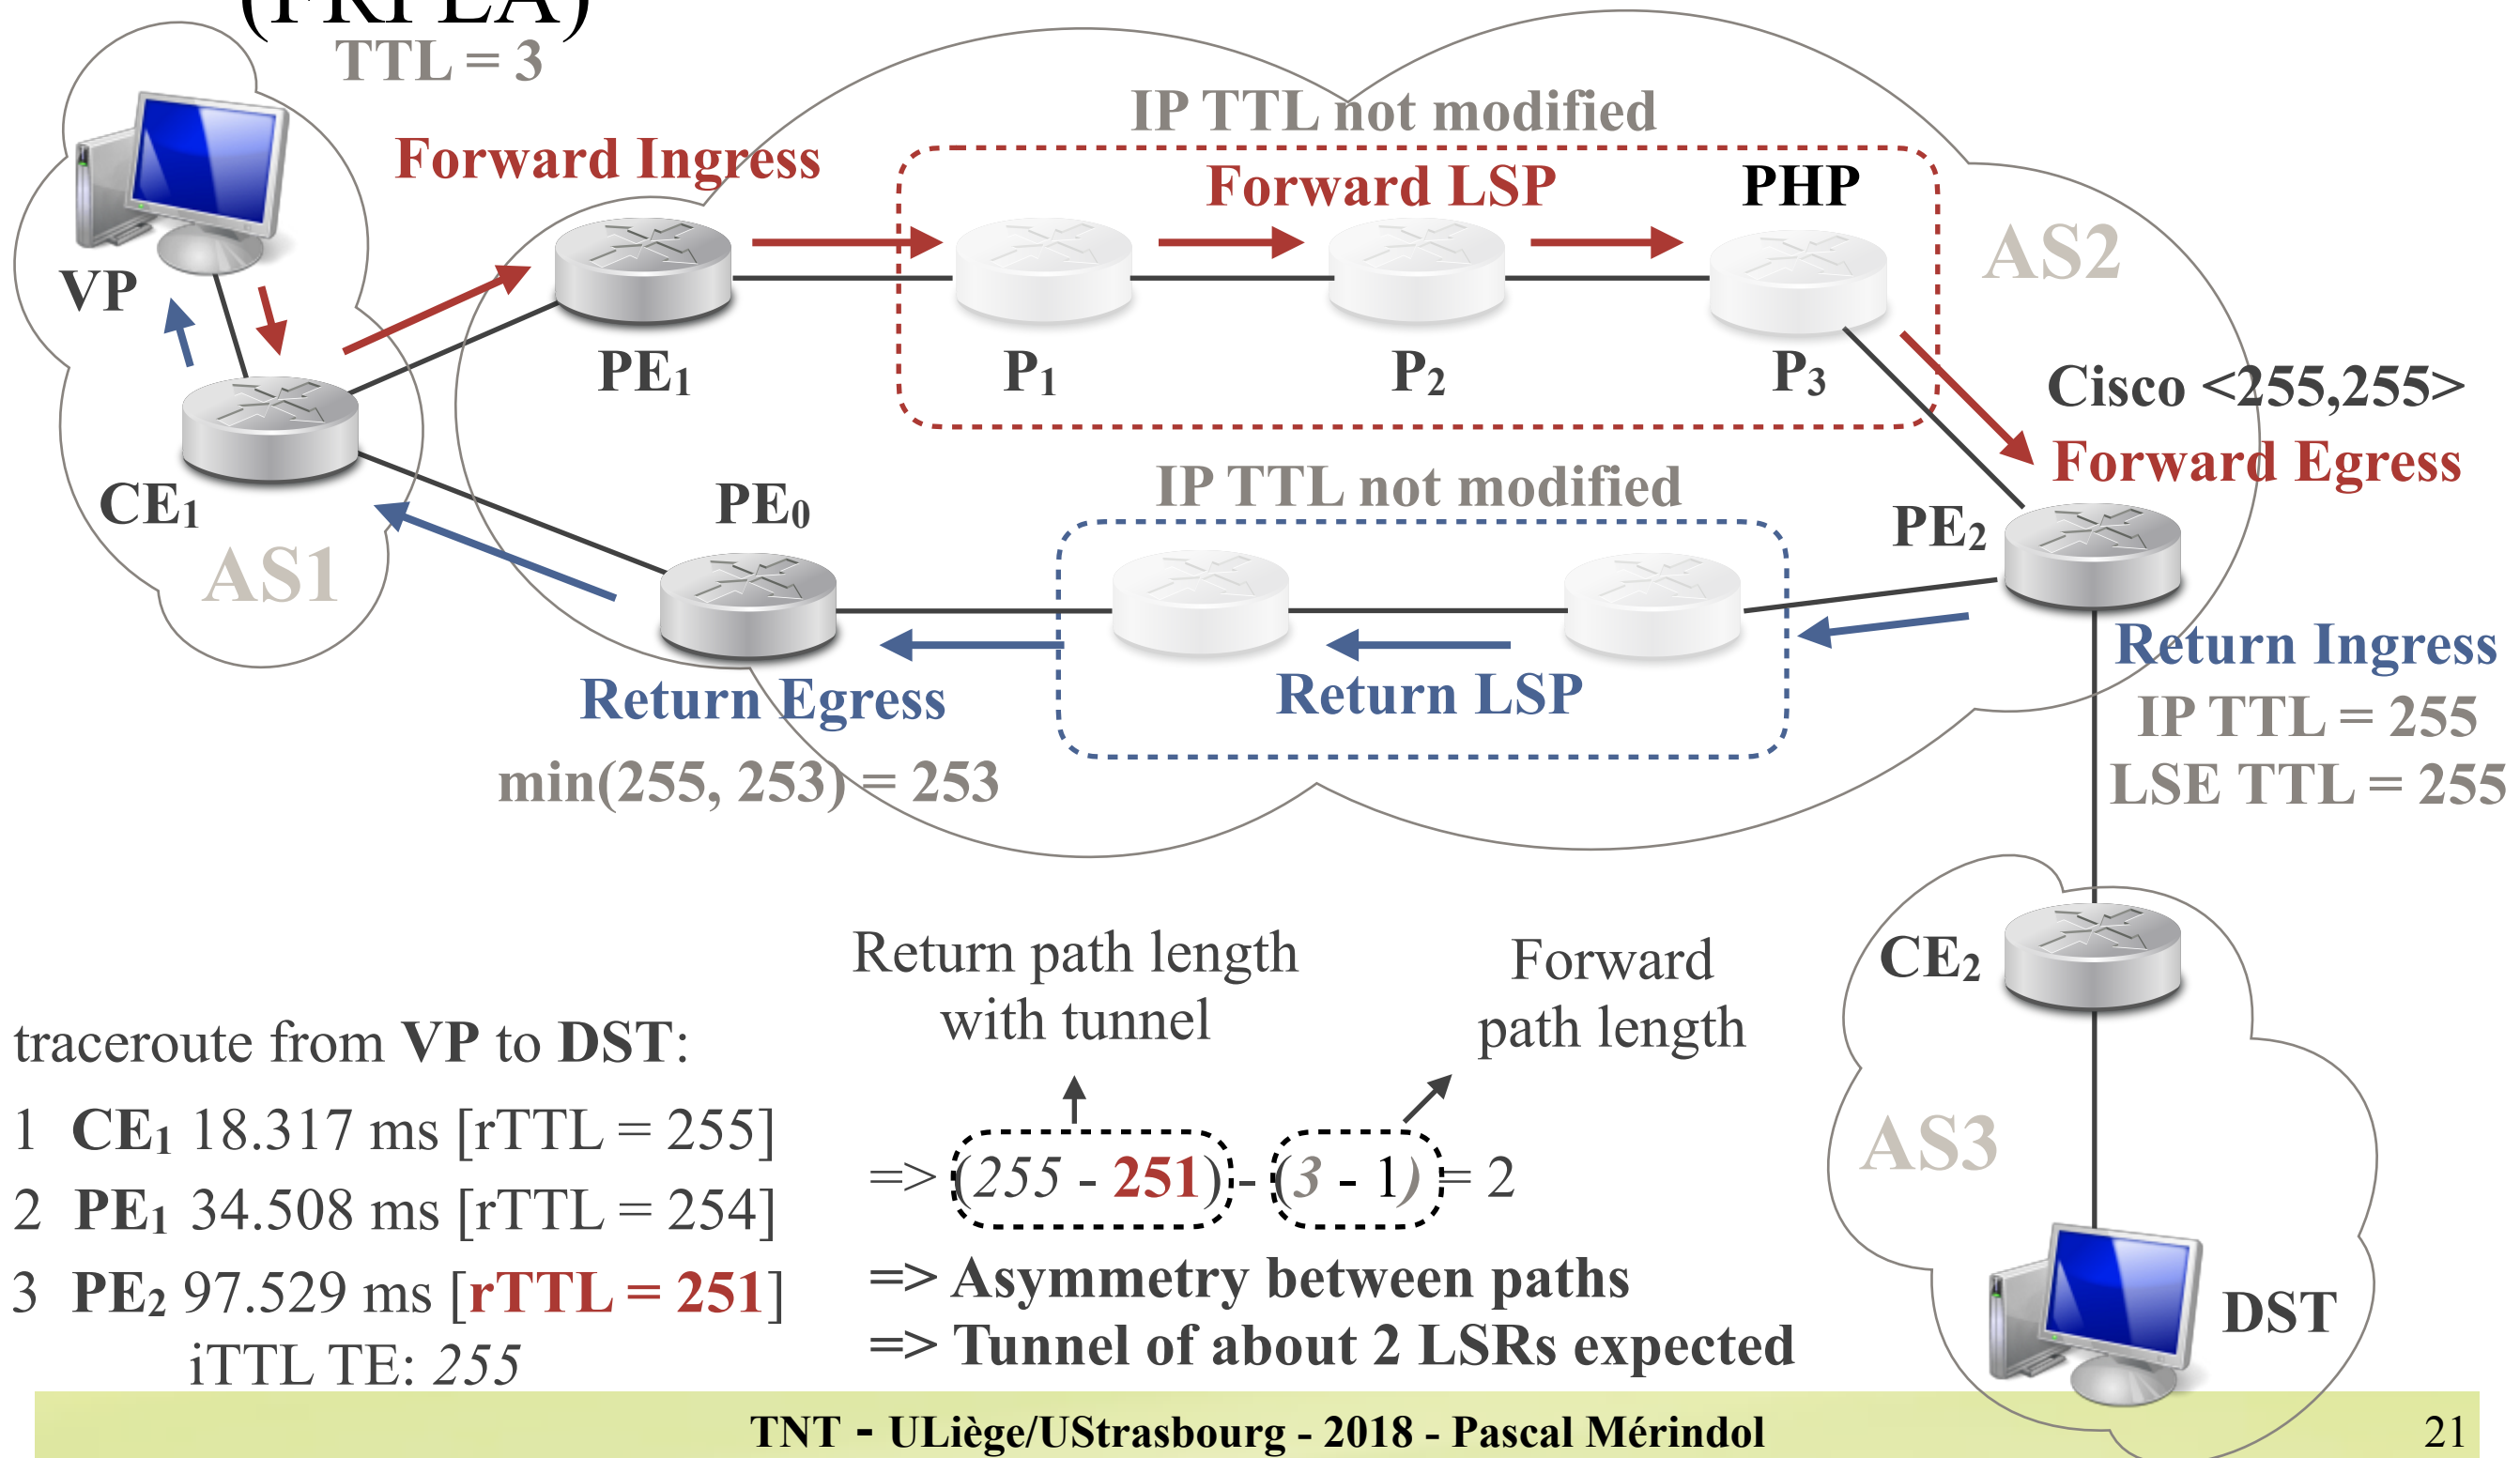 (FRPLA)
TTL = 3
IP TTL not modified
Forward Ingress
Forward LSP
PHP
AS2
VP
PE1
P1
P2
P3
Cisco <255,255>
Forward Egress
IP TTL not modified
CE1
PE0
PE2
AS1
Return Ingress
Return Egress
Return LSP
IP TTL = 255
min(255, 253) = 253
LSE TTL = 255
Return path length
with tunnel
Forward
path length
CE2
traceroute from VP to DST:
1 CE1 18.317 ms [rTTL = 255]
2 PE1 34.508 ms [rTTL = 254]
3 PE2 97.529 ms [rTTL = 251]
iTTL TE: 255
=> (255 - 251) - (3 - 1) = 2
=> Asymmetry between paths
=> Tunnel of about 2 LSRs expected
AS3
DST
TNT - ULiège/UStrasbourg - 2018 - Pascal Mérindol
21